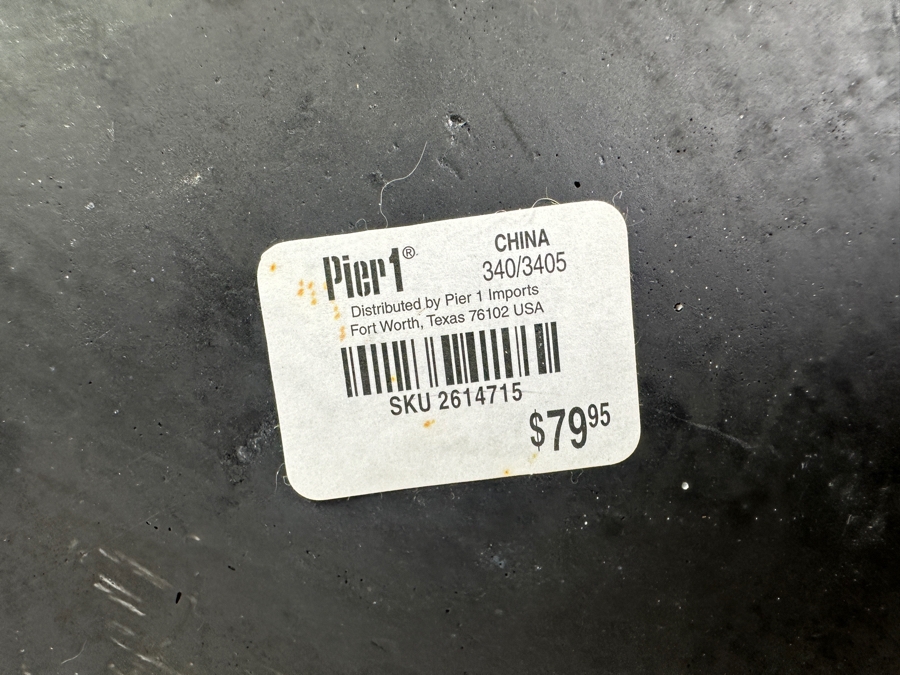 Pier1®
CHINA
340/3405
Distributed by Pier 1 Imports
Fort Worth, Texas 76102 USA
SKU 2614715
$7995